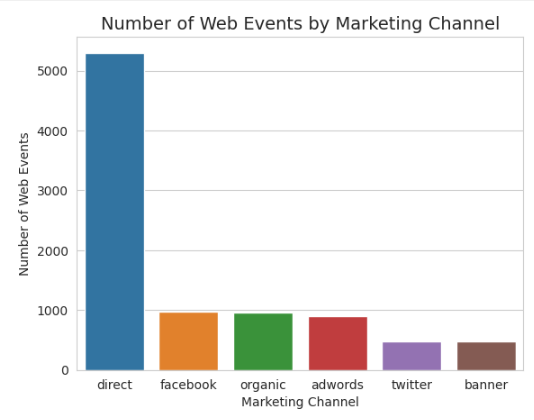 Number of Web Events by Marketing Channel
Number of Web Events
5000
4000
3000
2000
1000
0
direct facebook organic adwords twitter banner
Marketing Channel